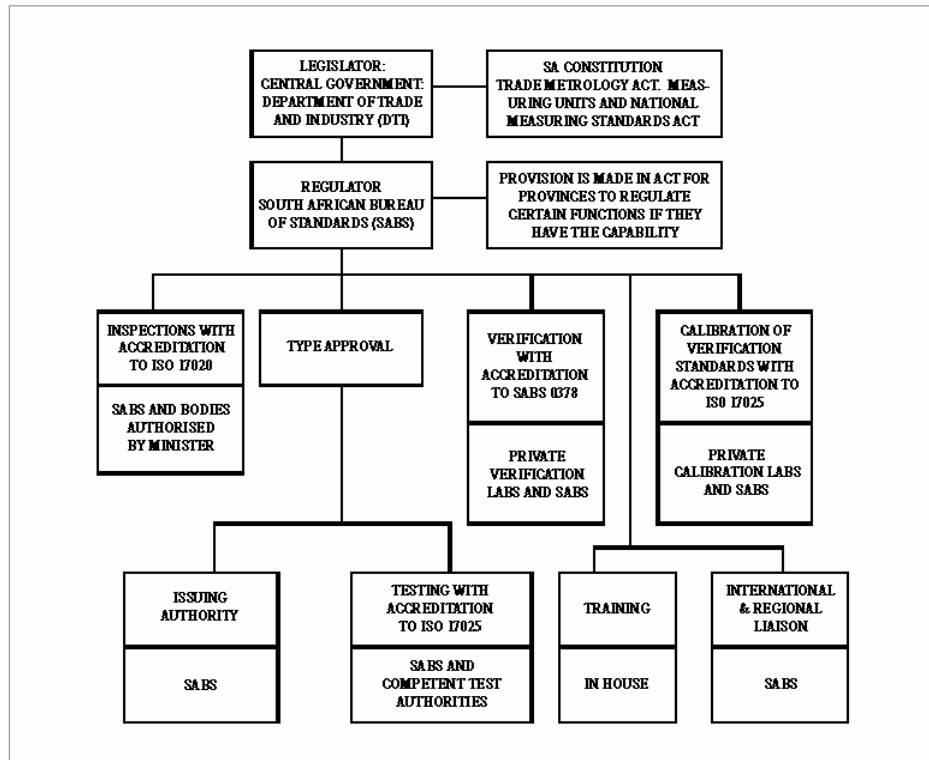 LEGISLATOR:
CENTRAL GOVERNMENT:
DEPARTMENT OF TRADE
AND INDUSTRY (DTI)
SA CONSTITUTION
TRADE METROLOGY ACT. MEAS-
URING UNITS AND NATIONAL
MEASURING STANDARDS ACT
REGULATOR
SOUTH AFRICAN BUREAU
OF STANDARDS (SABS)
PROVISION IS MADE IN ACT FOR
PROVINCES TO REGULATE
CERTAIN FUNCTIONS IF THEY
HAVE THE CAPABILITY
INSPECTIONS WITH
ACCREDITATION
TO ISO 17020
SABS AND BODIES
AUTHORISED
BY MINISTER
TYPE APPROVAL
VERIFICATION
WITH
ACCREDITATION
TO SABS 0378
PRIVATE
VERIFICATION
LABS AND SABS
CALIBRATION OF
VERIFICATION
STANDARDS WITH
ACCREDITATION TO
ISO 17025
PRIVATE
CALIBRATION LABS
AND SABS
ISSUING
AUTHORITY
SABS
TESTING WITH
ACCREDITATION
TO ISO 17025
SABS AND
COMPETENT TEST
AUTHORITIES
TRAINING
IN HOUSE
INTERNATIONAL
& REGIONAL
LIAISON
SABS